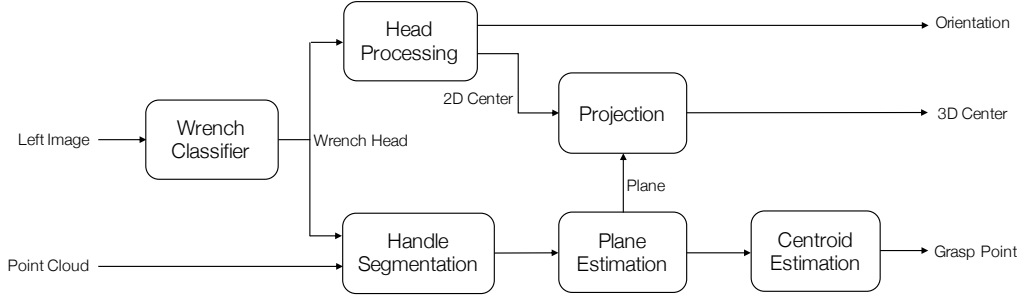 Head
Processing
Orientation
2D Center
Projection
3D Center
Left Image
Wrench
Classifier
Wrench Head
Plane
Point Cloud
Handle
Segmentation
Plane
Estimation
Centroid
Estimation
Grasp Point